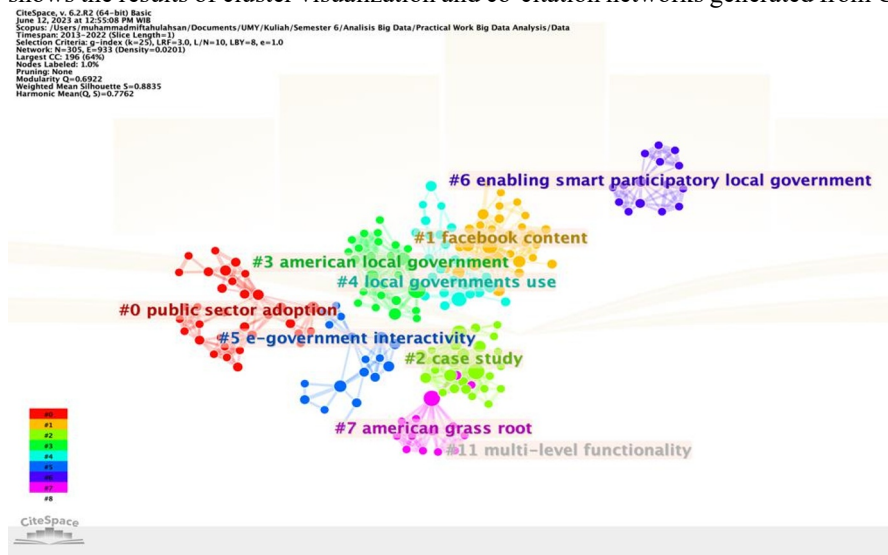 shows the results of cluster visualization and co-citation networks generated from C
CiteSpace, v. 6.2.R2 (64-bit) Basic
June 12, 2023 at 12:55:08 PM WIB
Scopus: /Users/muhammadmiftahulahsan/Documents/UMY/Kuliah/Semester 6/Analisis Big Data/Practical Work Big Data Analysis/Data
Timespan: 2013-2022 (Slice Length=1)
Selection Criteria: g-index (k=25), LRF=3.0, L/N=10, LBY=8, e=1.0
Network: N=305, E=933 (Density=0.0201)
Largest CC: 196 (64%)
Nodes Labeled: 1.0%
Pruning: None
Modularity Q=0.6922
Weighted Mean Silhouette S=0.8835
Harmonic Mean(Q, S)=0.7762
#6 enabling smart participatory local government
#1 facebook content
#3 american local government
#4 local governments use
#0 public sector adoption
#5 e-government interactivity
#2 case study
#7 american grass root
#11 multi-level functionality
#0
#1
#2
#3
#4
#5
#6
#7
#8
CiteSpace